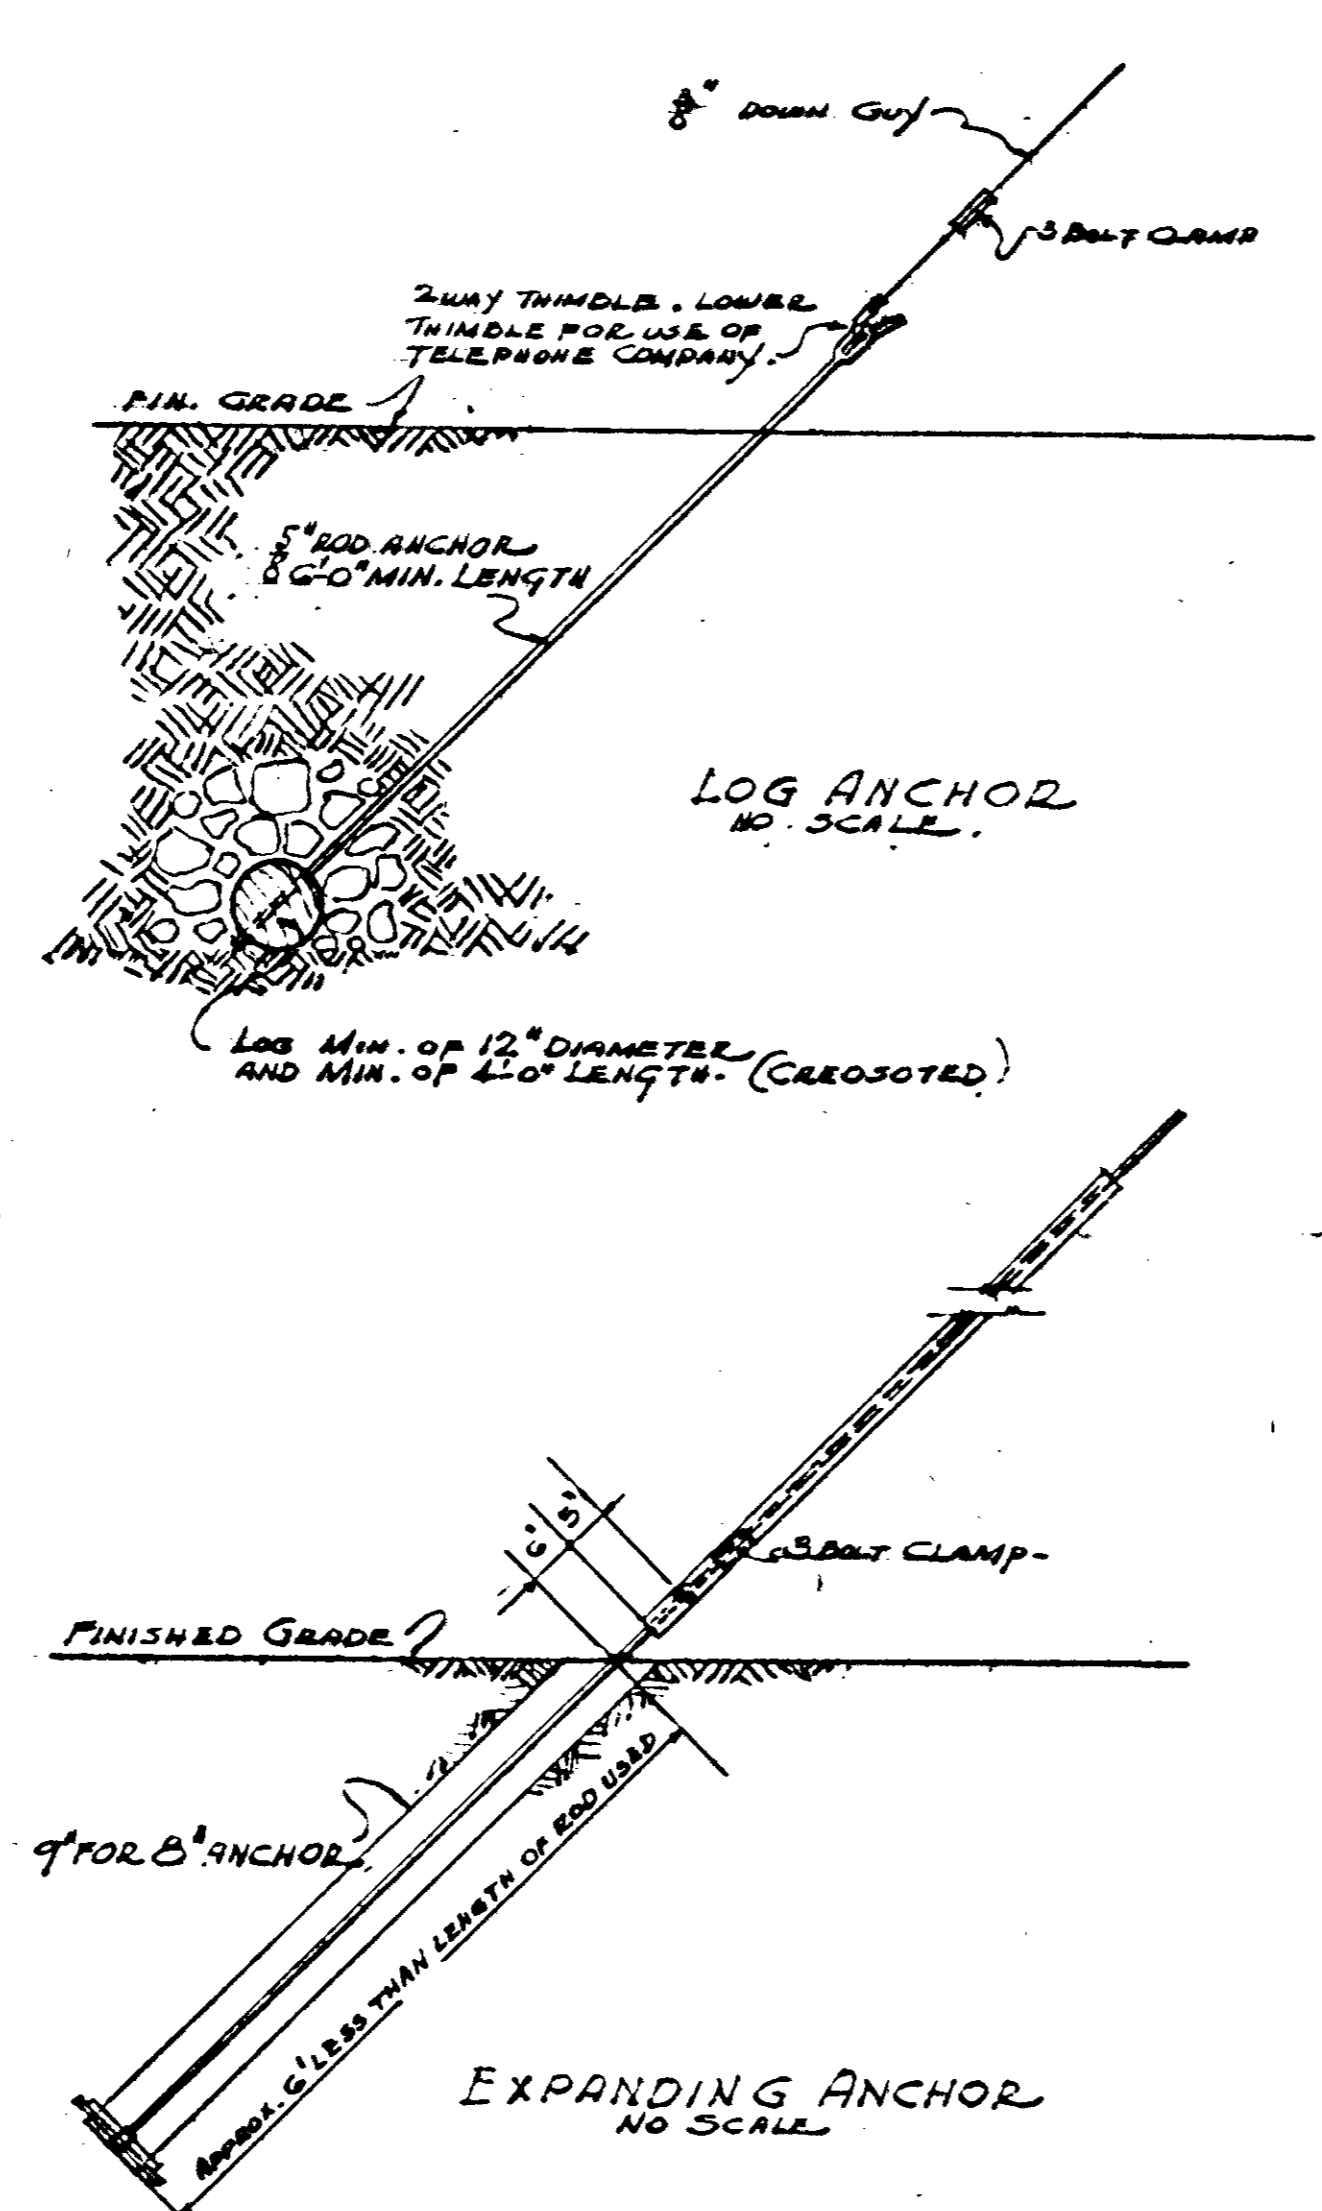 3/8" DOWN GUY
3 BOLT CLAMP
2 WAY THIMBLE. LOWER
THIMBLE FOR USE OF
TELEPHONE COMPANY.
FIN. GRADE
5/8" ROD ANCHOR
6'-0" MIN. LENGTH
LOG ANCHOR
NO SCALE.
LOG MIN. OF 12" DIAMETER
AND MIN. OF 4'-0" LENGTH. (CREOSOTED)
6" 5"
3 BOLT CLAMP-
FINISHED GRADE
9" FOR 8" ANCHOR
APPROX. 6" LESS THAN LENGTH OF ROD USED
EXPANDING ANCHOR
NO SCALE